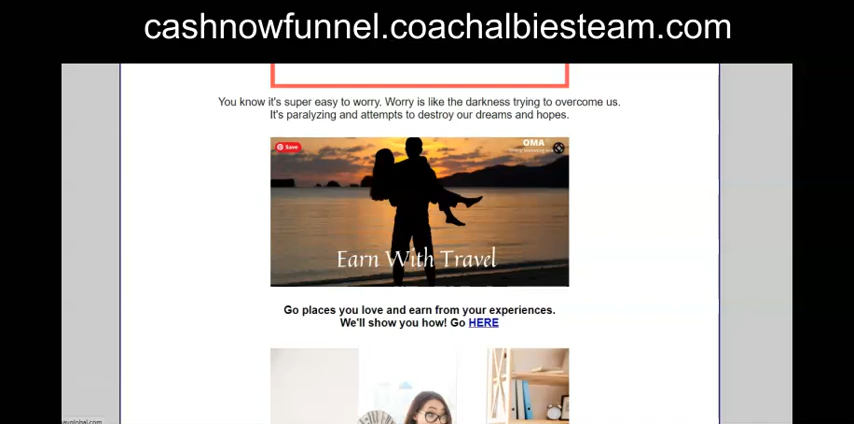 cashnowfunnel.coachalbiesteam.com
You know it's super easy to worry. Worry is like the darkness trying to overcome us.
It's paralyzing and attempts to destroy our dreams and hopes.
Save
OMA
Earn With Travel
Go places you love and earn from your experiences.
We'll show you how! Go HERE